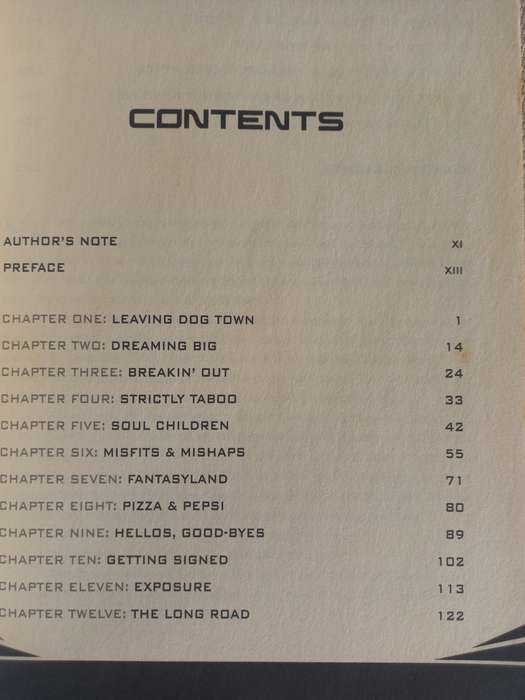 CONTENTS
AUTHOR'S NOTE XI
PREFACE XIII
CHAPTER ONE: LEAVING DOG TOWN 1
CHAPTER TWO: DREAMING BIG 14
CHAPTER THREE: BREAKIN' OUT 24
CHAPTER FOUR: STRICTLY TABOO 33
CHAPTER FIVE: SOUL CHILDREN 42
CHAPTER SIX: MISFITS & MISHAPS 55
CHAPTER SEVEN: FANTASYLAND 71
CHAPTER EIGHT: PIZZA & PEPSI 80
CHAPTER NINE: HELLOS, GOOD-BYES 89
CHAPTER TEN: GETTING SIGNED 102
CHAPTER ELEVEN: EXPOSURE 113
CHAPTER TWELVE: THE LONG ROAD 122